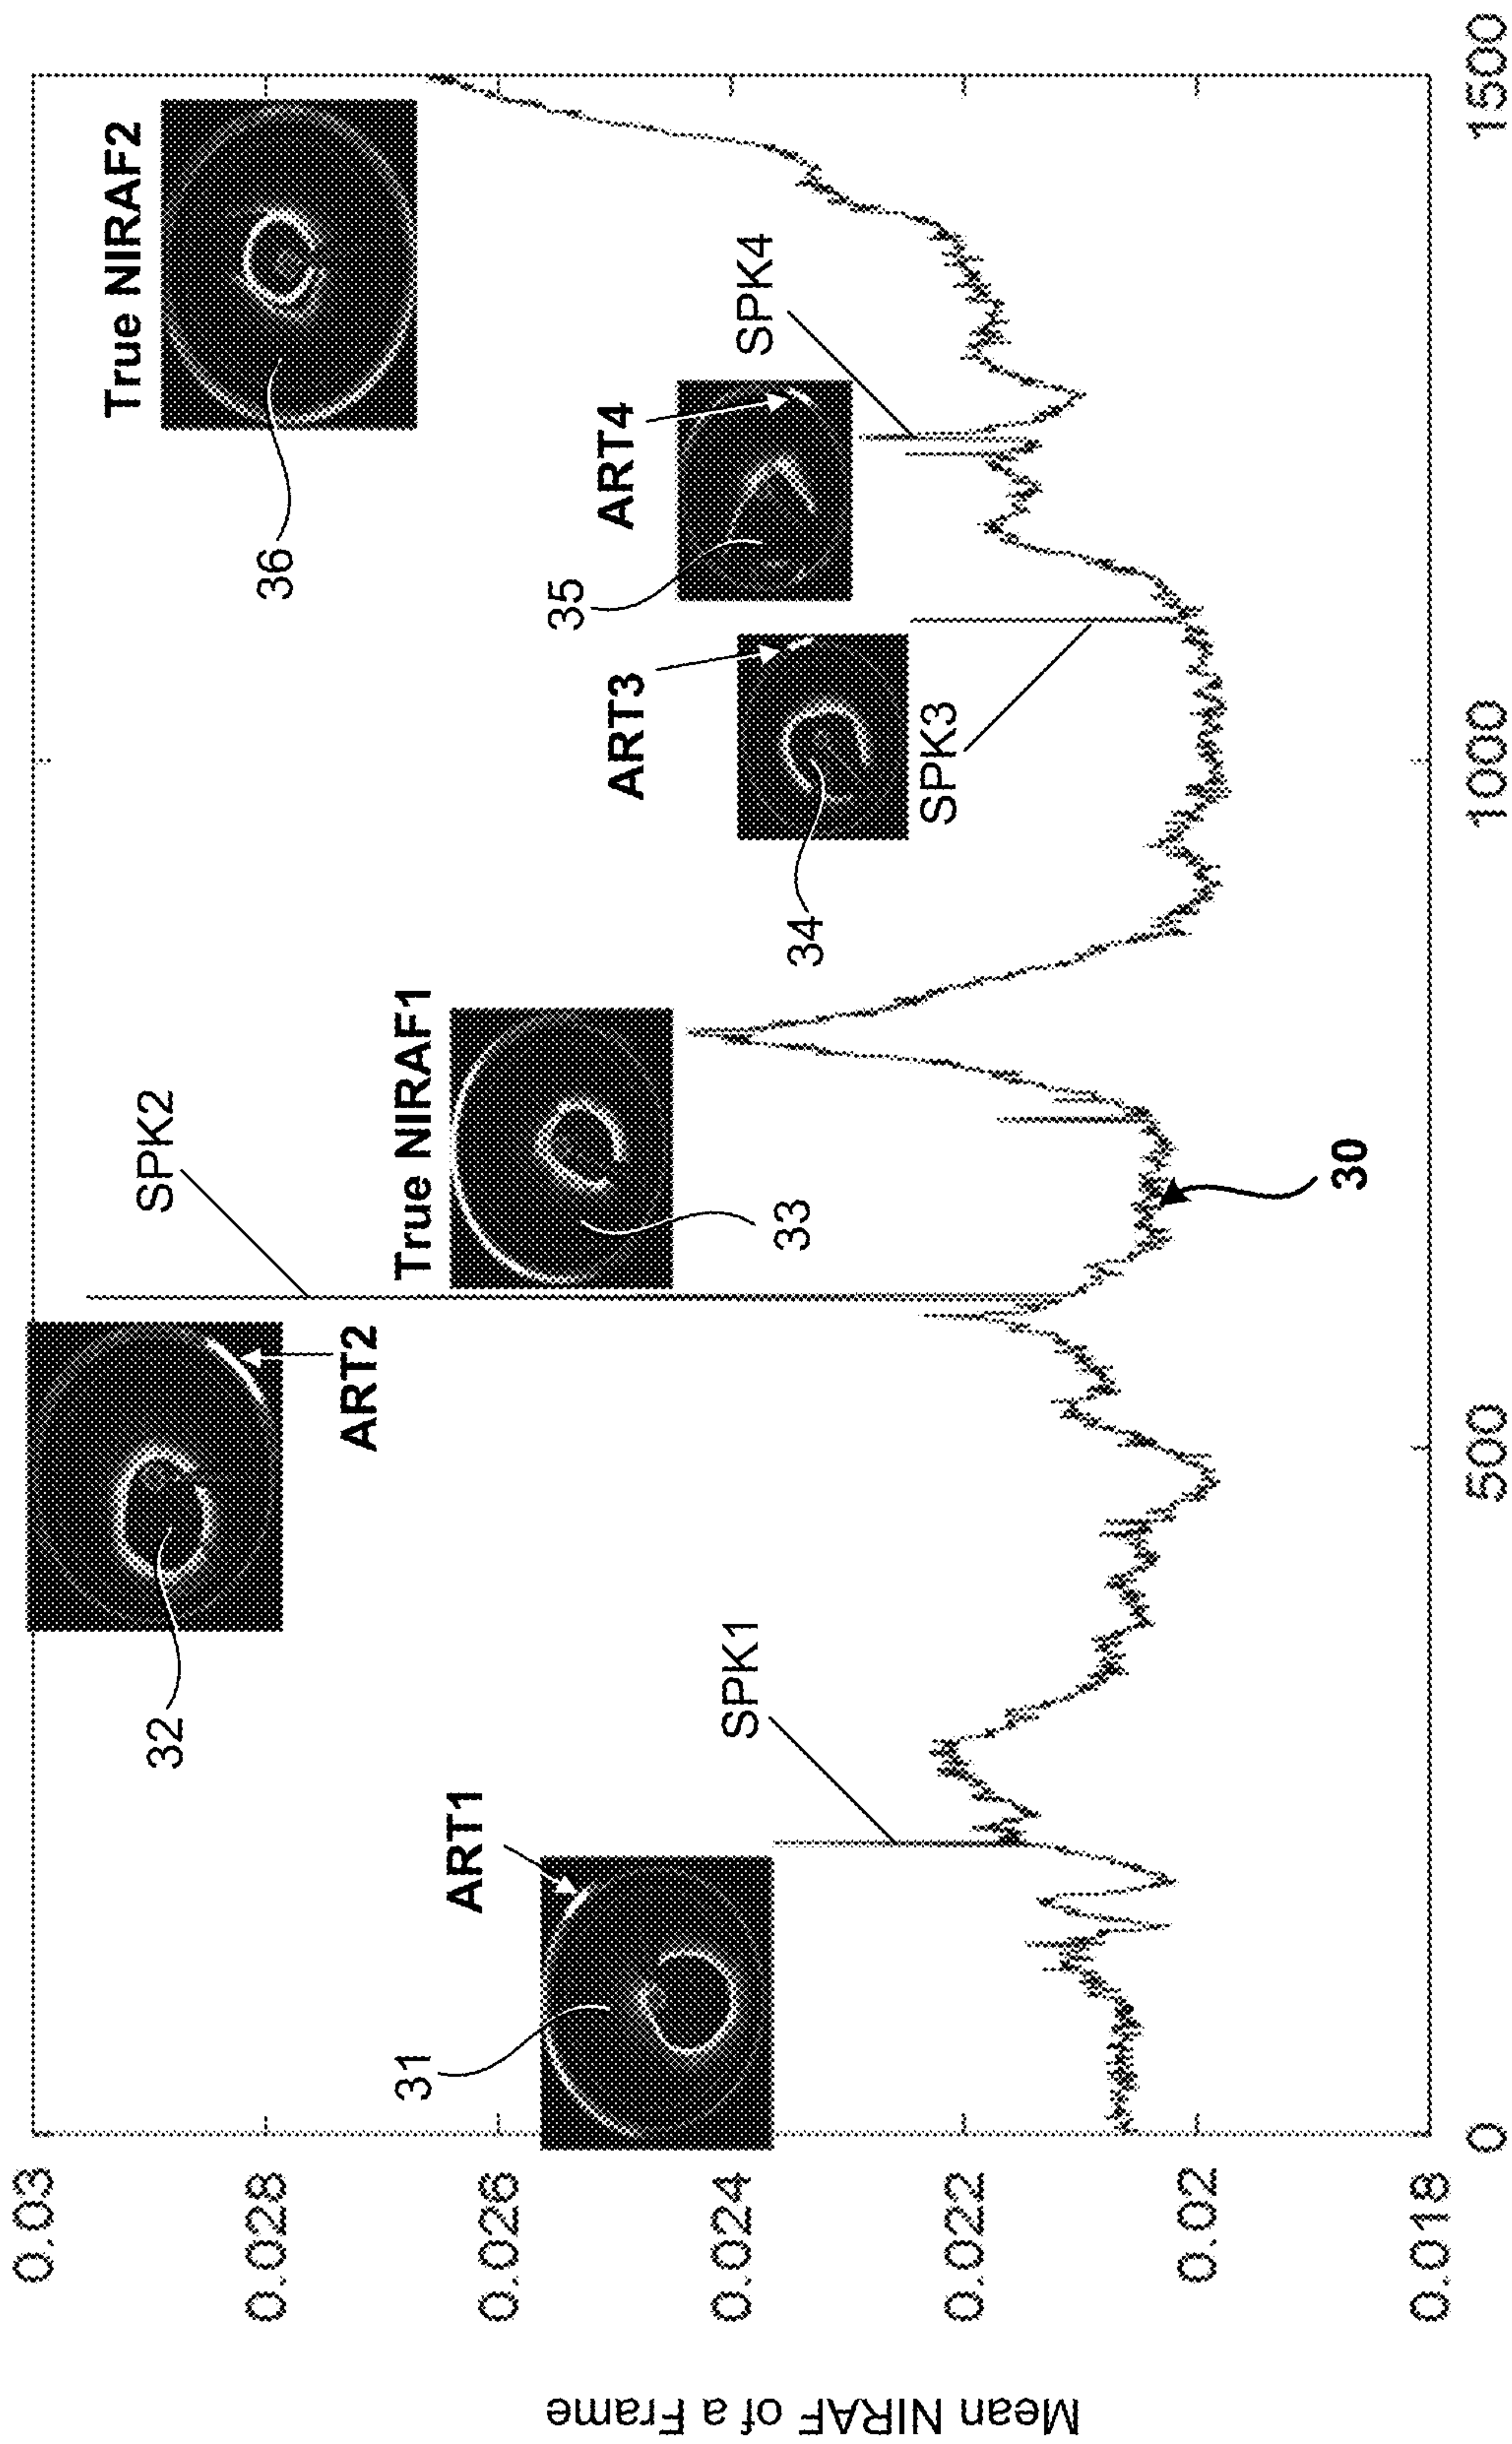 Mean NIRAF of a Frame
0.03
0.028
0.026
0.024
0.022
0.02
0.018
0
500
1000
1500
31
ART1
SPK1
32
ART2
SPK2
True NIRAF1
33
30
34
ART3
SPK3
35
ART4
SPK4
36
True NIRAF2